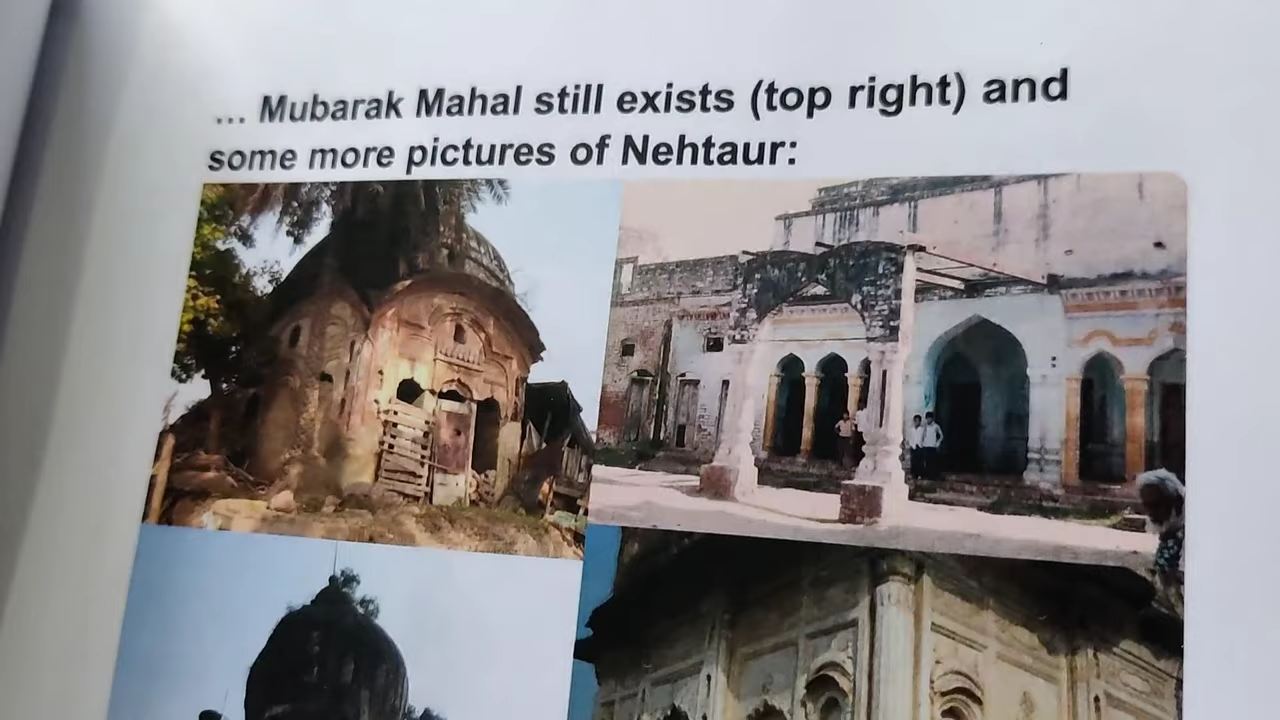 ... Mubarak Mahal still exists (top right) and
some more pictures of Nehtaur: